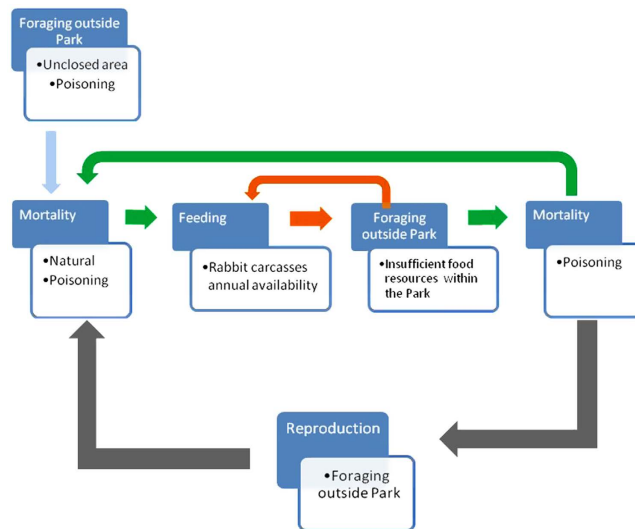 Foraging outside
Park
•Unclosed area
•Poisoning
Mortality
•Natural
•Poisoning
Feeding
•Rabbit carcasses
annual availability
Foraging
outside Park
•Insufficient food
resources within
the Park
Mortality
•Poisoning
Reproduction
•Foraging
outside Park